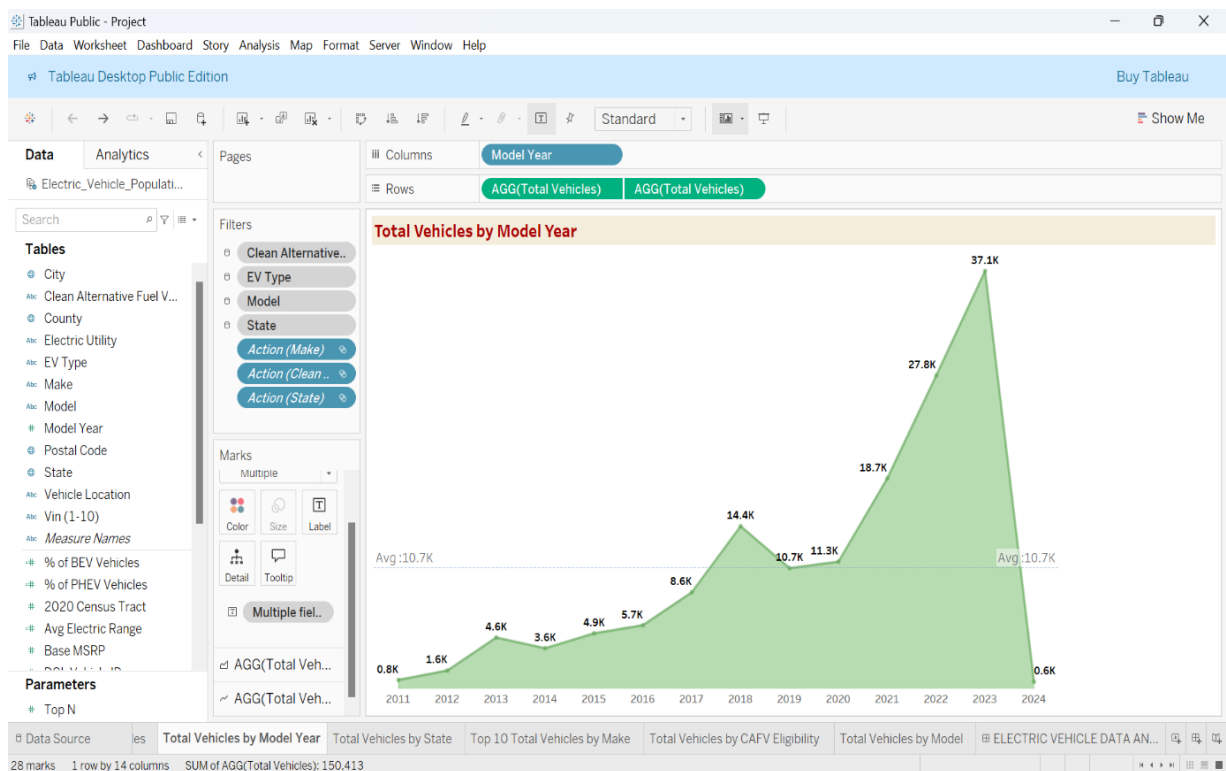 Tableau Public - Project
File Data Worksheet Dashboard Story Analysis Map Format Server Window Help
Tableau Desktop Public Edition
Buy Tableau
Standard
Show Me
Data
Analytics
Pages
Columns
Model Year
Electric_Vehicle_Populati...
Rows
AGG(Total Vehicles)
AGG(Total Vehicles)
Search
Tables
City
Abc Clean Alternative Fuel V...
County
Abc Electric Utility
Abc EV Type
Abc Make
Abc Model
# Model Year
Postal Code
State
Abc Vehicle Location
Abc Vin (1-10)
Abc Measure Names
# % of BEV Vehicles
# % of PHEV Vehicles
# 2020 Census Tract
# Avg Electric Range
# Base MSRP
Parameters
# Top N
Filters
Clean Alternative..
EV Type
Model
State
Action (Make)
Action (Clean ..
Action (State)
Marks
Multiple
Color
Size
Label
Detail
Tooltip
Multiple fiel..
AGG(Total Veh...
AGG(Total Veh...
Total Vehicles by Model Year
37.1K
27.8K
18.7K
14.4K
10.7K
11.3K
Avg :10.7K
Avg :10.7K
8.6K
5.7K
4.9K
4.6K
3.6K
1.6K
0.8K
0.6K
2011 2012 2013 2014 2015 2016 2017 2018 2019 2020 2021 2022 2023 2024
Data Source
es
Total Vehicles by Model Year
Total Vehicles by State
Top 10 Total Vehicles by Make
Total Vehicles by CAFV Eligibility
Total Vehicles by Model
ELECTRIC VEHICLE DATA AN...
28 marks 1 row by 14 columns SUM of AGG(Total Vehicles): 150,413